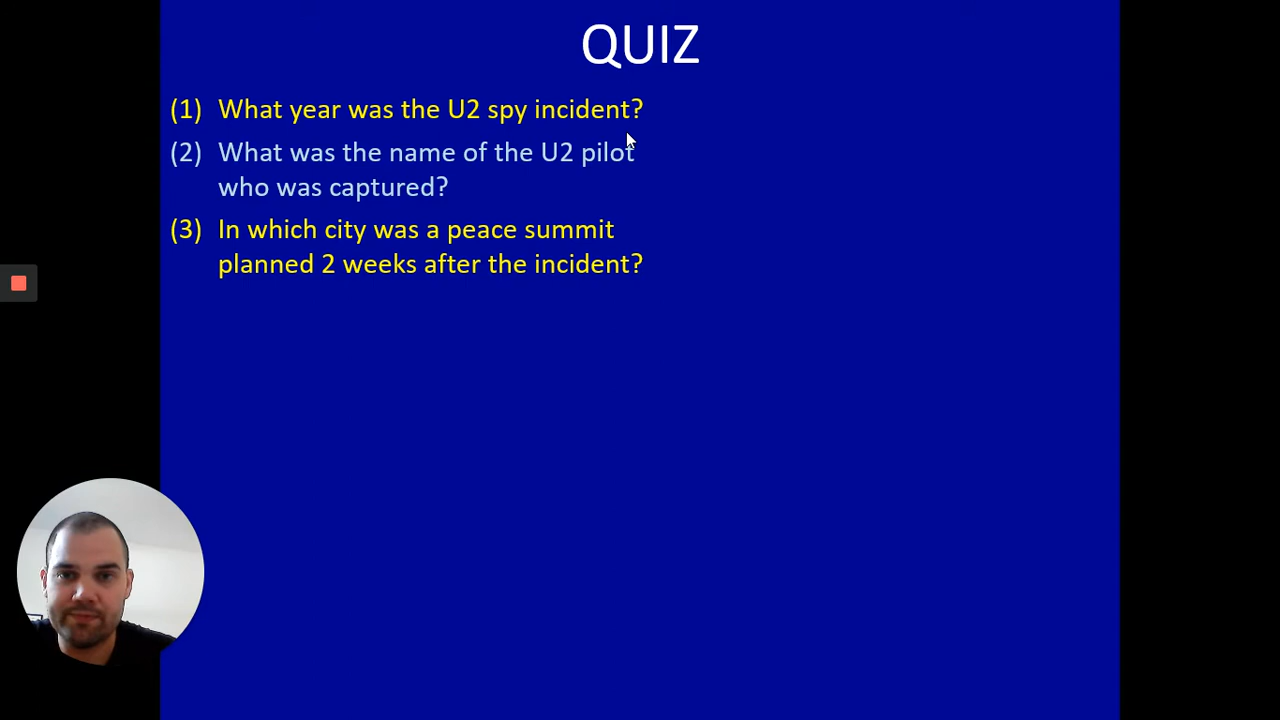 QUIZ
(1) What year was the U2 spy incident?
(2) What was the name of the U2 pilot
who was captured?
(3) In which city was a peace summit
planned 2 weeks after the incident?